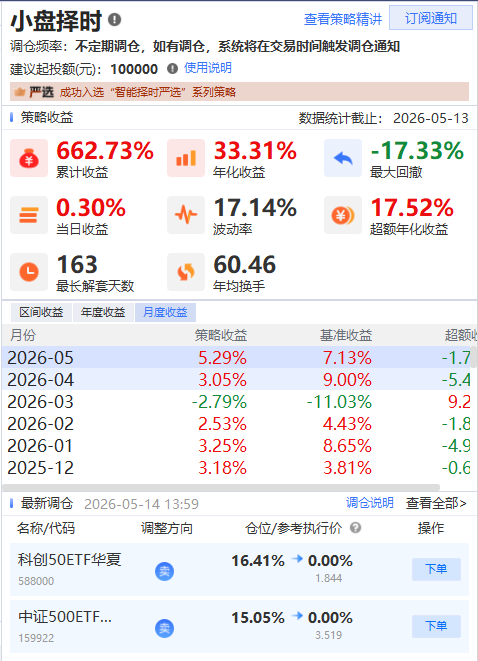 小盘择时
查看策略精讲 订阅通知
调仓频率：不定期调仓，如有调仓，系统将在交易时间触发调仓通知
建议起投额(元)：100000 使用说明
严选 成功入选“智能择时严选”系列策略
策略收益 数据统计截止： 2026-05-13
662.73% 33.31% -17.33%
累计收益 年化收益 最大回撤
0.30% 17.14% 17.52%
当日收益 波动率 超额年化收益
163 60.46
最长解套天数 年均换手
区间收益 年度收益 月度收益
月份 策略收益 基准收益 超额收
2026-05 5.29% 7.13% -1.7
2026-04 3.05% 9.00% -5.4
2026-03 -2.79% -11.03% 9.2
2026-02 2.53% 4.43% -1.8
2026-01 3.25% 8.65% -4.9
2025-12 3.18% 3.81% -0.6
最新调仓 2026-05-14 13:59 调仓说明 查看全部>
名称/代码 调整方向 仓位/参考执行价 操作
科创50ETF华夏 卖 16.41% 0.00% 下单
588000 1.844
中证500ETF... 卖 15.05% 0.00% 下单
159922 3.519